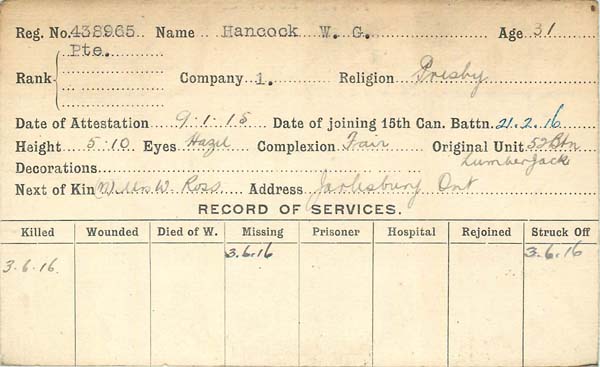 Reg. No. 438965 Name Hancock W. G. Age 31
Pte.
Rank Company 1. Religion Presby
Date of Attestation 9.1.15 Date of joining 15th Can. Battn. 21.2.16
Height 5.10 Eyes Hazel Complexion Fair Original Unit 52 Btn
Decorations Lumberjack
Next of Kin W. Ross Address Ont
RECORD OF SERVICES.
Killed Wounded Died of W. Missing Prisoner Hospital Rejoined Struck Off
3.6.16. 3.6.16 3.6.16